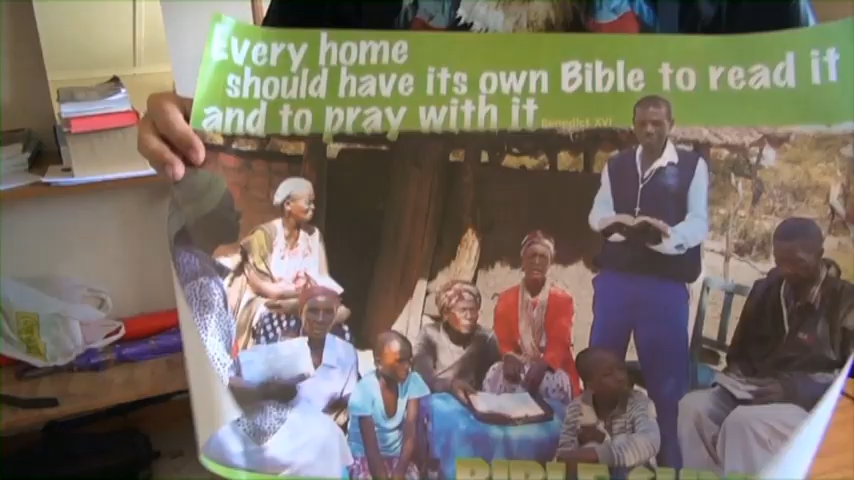 Every home
should have its own Bible to read it
and to pray with it
Benedict XVI